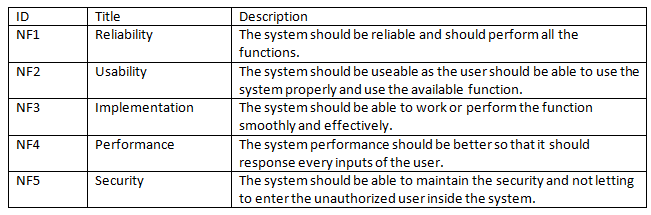 ID Title Description
NF1 Reliability The system should be reliable and should perform all the
functions.
NF2 Usability The system should be useable as the user should be able to use the
system properly and use the available function.
NF3 Implementation The system should be able to work or perform the function
smoothly and effectively.
NF4 Performance The system performance should be better so that it should
response every inputs of the user.
NF5 Security The system should be able to maintain the security and not letting
to enter the unauthorized user inside the system.